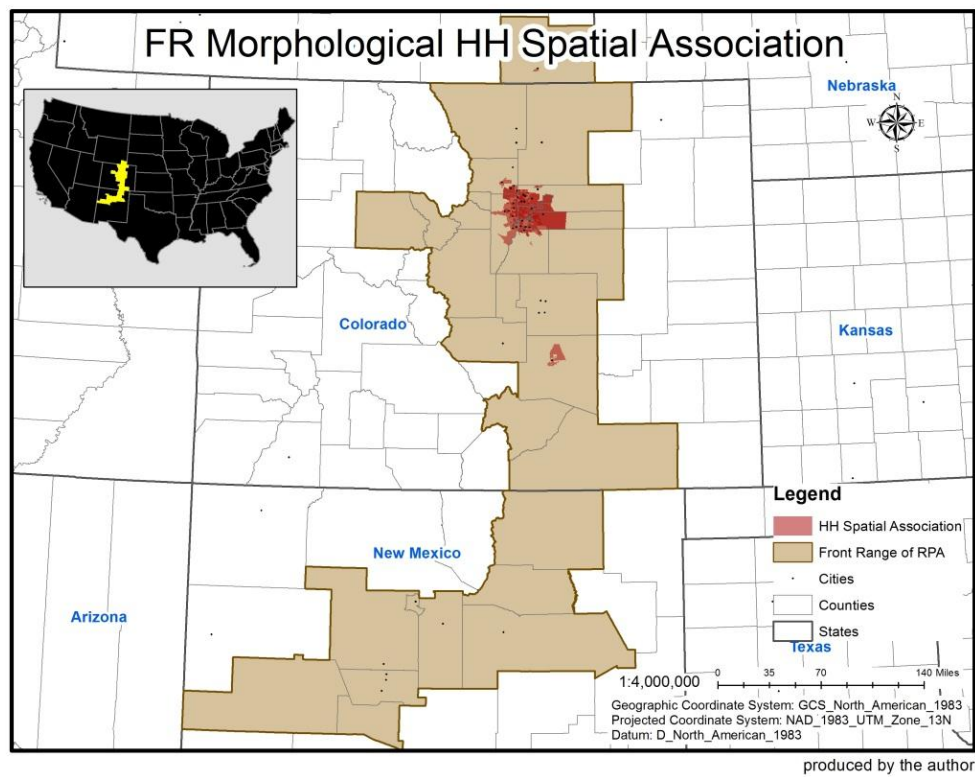 FR Morphological HH Spatial Association
Nebraska
N
W E
S
Colorado
Kansas
New Mexico
Arizona
Texas
Legend
HH Spatial Association
Front Range of RPA
Cities
Counties
States
1:4,000,000
0 35 70 140 Miles
Geographic Coordinate System: GCS_North_American_1983
Projected Coordinate System: NAD_1983_UTM_Zone_13N
Datum: D_North_American_1983
produced by the author